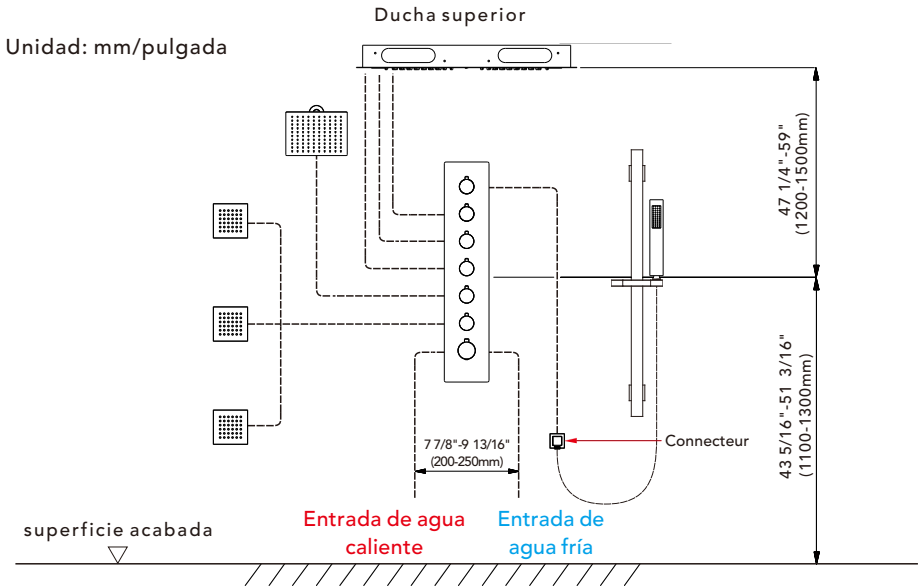 Ducha superior
Unidad: mm/pulgada
47 1/4"-59"
(1200-1500mm)
43 5/16"-51 3/16"
(1100-1300mm)
Connecteur
7 7/8"-9 13/16"
(200-250mm)
Entrada de agua
caliente
Entrada de
agua fría
superficie acabada